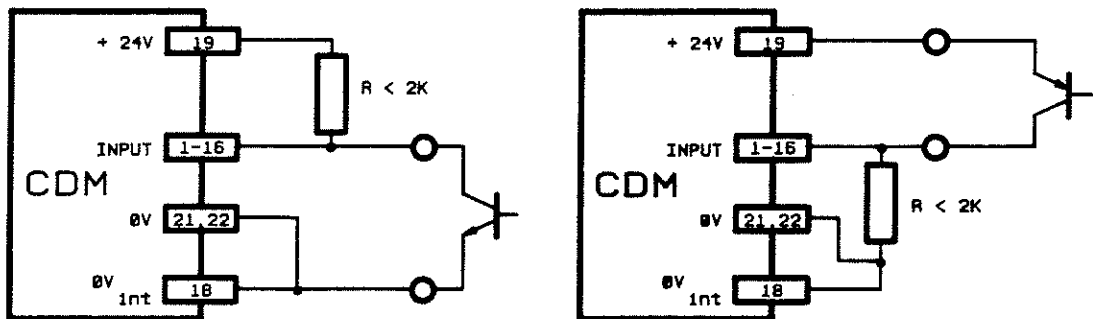 + 24V 19
R < 2K
INPUT 1-16
CDM
0V 21,22
0V int 18
+ 24V 19
INPUT 1-16
CDM
R < 2K
0V 21,22
0V int 18